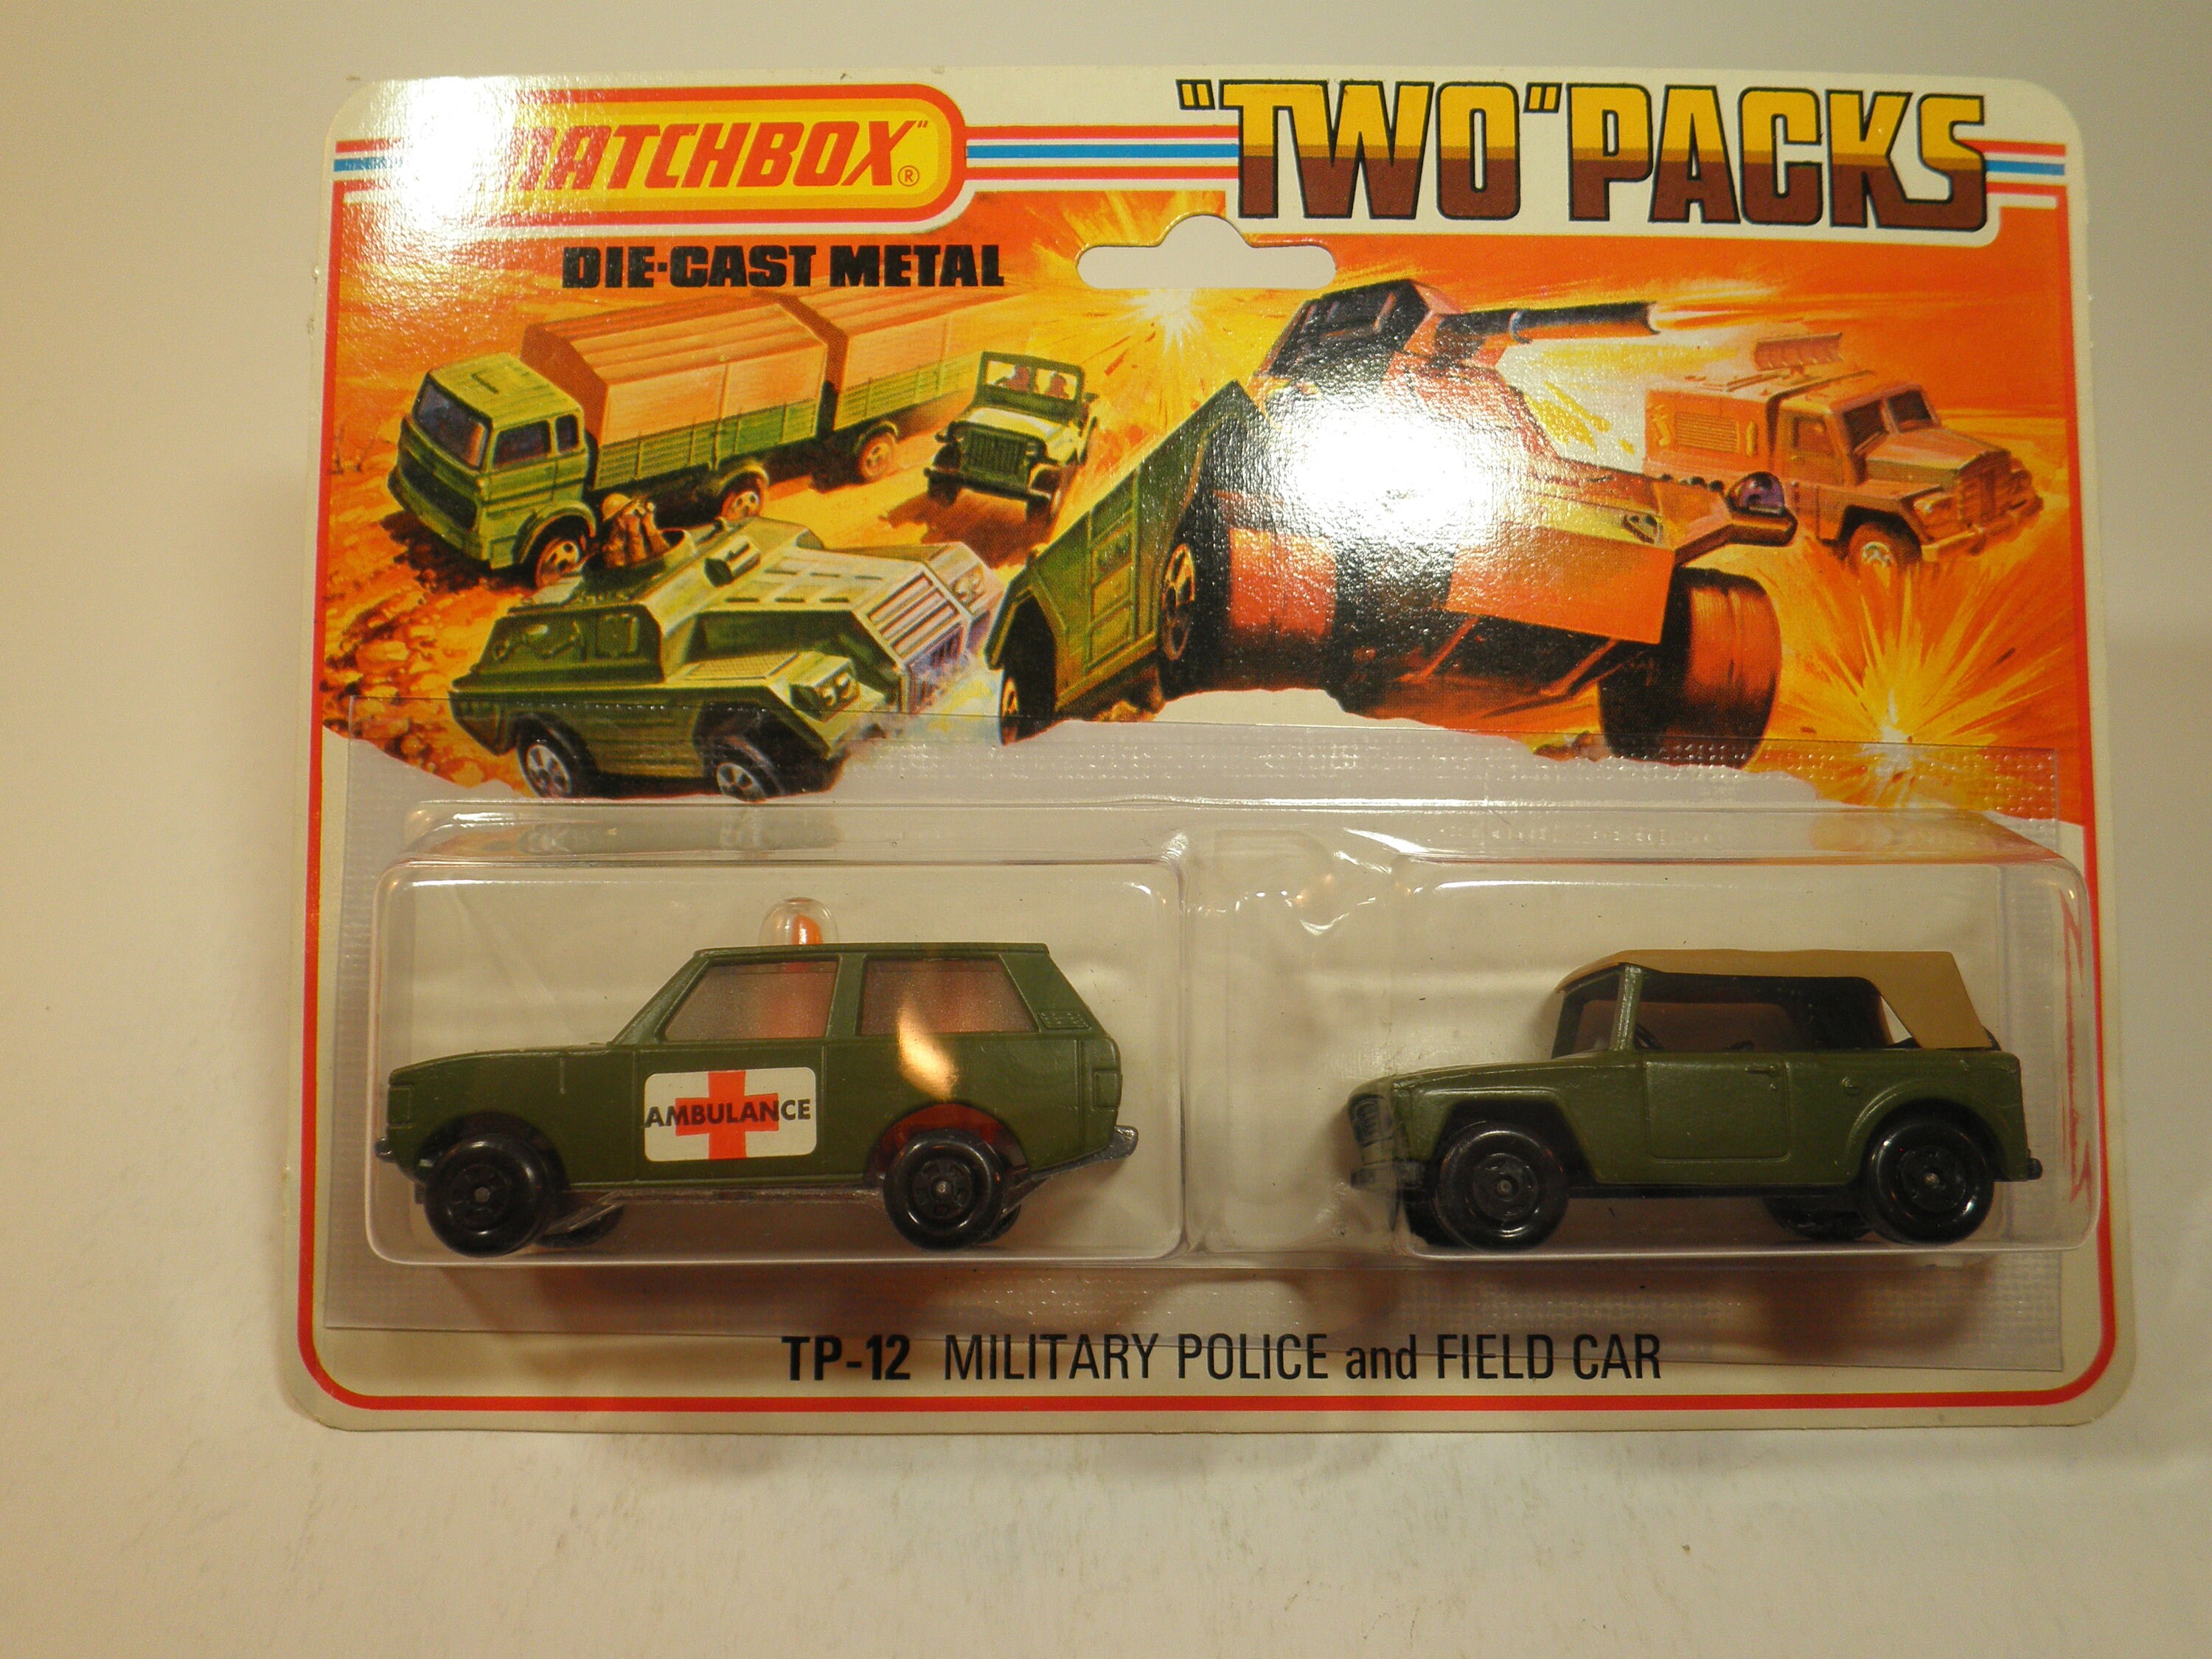 MATCHBOX"®
"TWO" PACKS
DIE-CAST METAL
AMBULANCE
TP-12 MILITARY POLICE and FIELD CAR